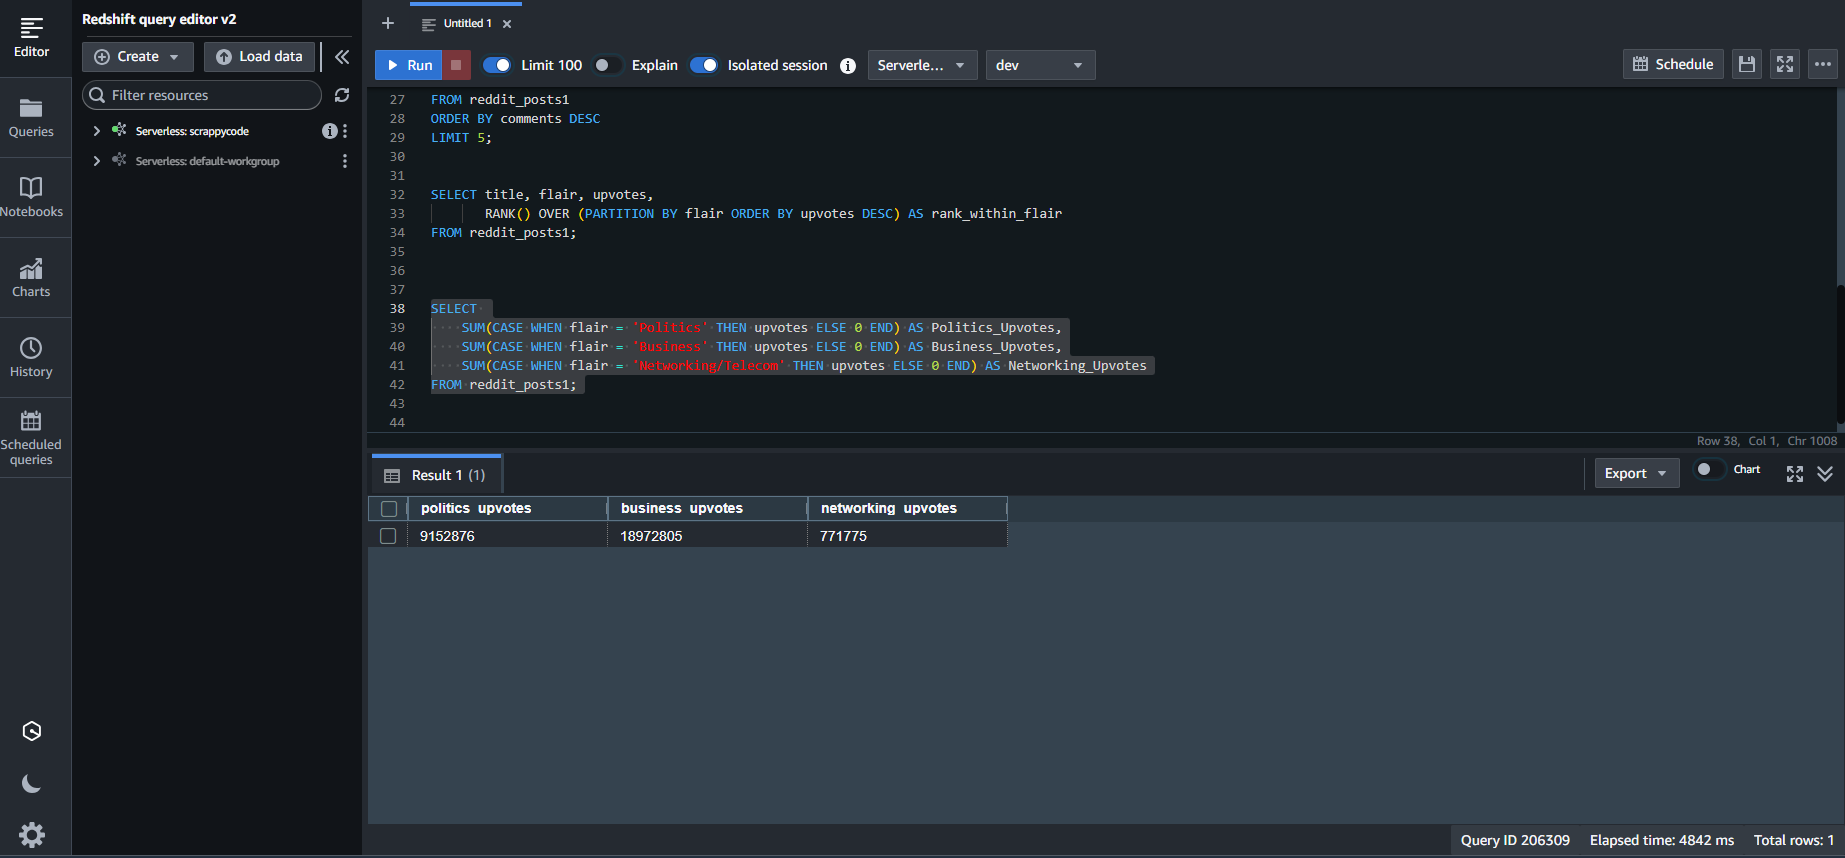 Editor
Queries
Notebooks
Charts
History
Scheduled
queries
Redshift query editor v2
Create
Load data
Filter resources
Serverless: scrappycode
Serverless: default-workgroup
Untitled 1
Run
Limit 100
Explain
Isolated session
Serverle...
dev
Schedule
27 FROM reddit_posts1
28 ORDER BY comments DESC
29 LIMIT 5;
30
31
32 SELECT title, flair, upvotes,
33 RANK() OVER (PARTITION BY flair ORDER BY upvotes DESC) AS rank_within_flair
34 FROM reddit_posts1;
35
36
37
38 SELECT
39 SUM(CASE WHEN flair = 'Politics' THEN upvotes ELSE 0 END) AS Politics_Upvotes,
40 SUM(CASE WHEN flair = 'Business' THEN upvotes ELSE 0 END) AS Business_Upvotes,
41 SUM(CASE WHEN flair = 'Networking/Telecom' THEN upvotes ELSE 0 END) AS Networking_Upvotes
42 FROM reddit_posts1;
43
44
Row 38, Col 1, Chr 1008
Result 1 (1)
Export
Chart
politics_upvotes business_upvotes networking_upvotes
9152876 18972805 771775
Query ID 206309 Elapsed time: 4842 ms Total rows: 1